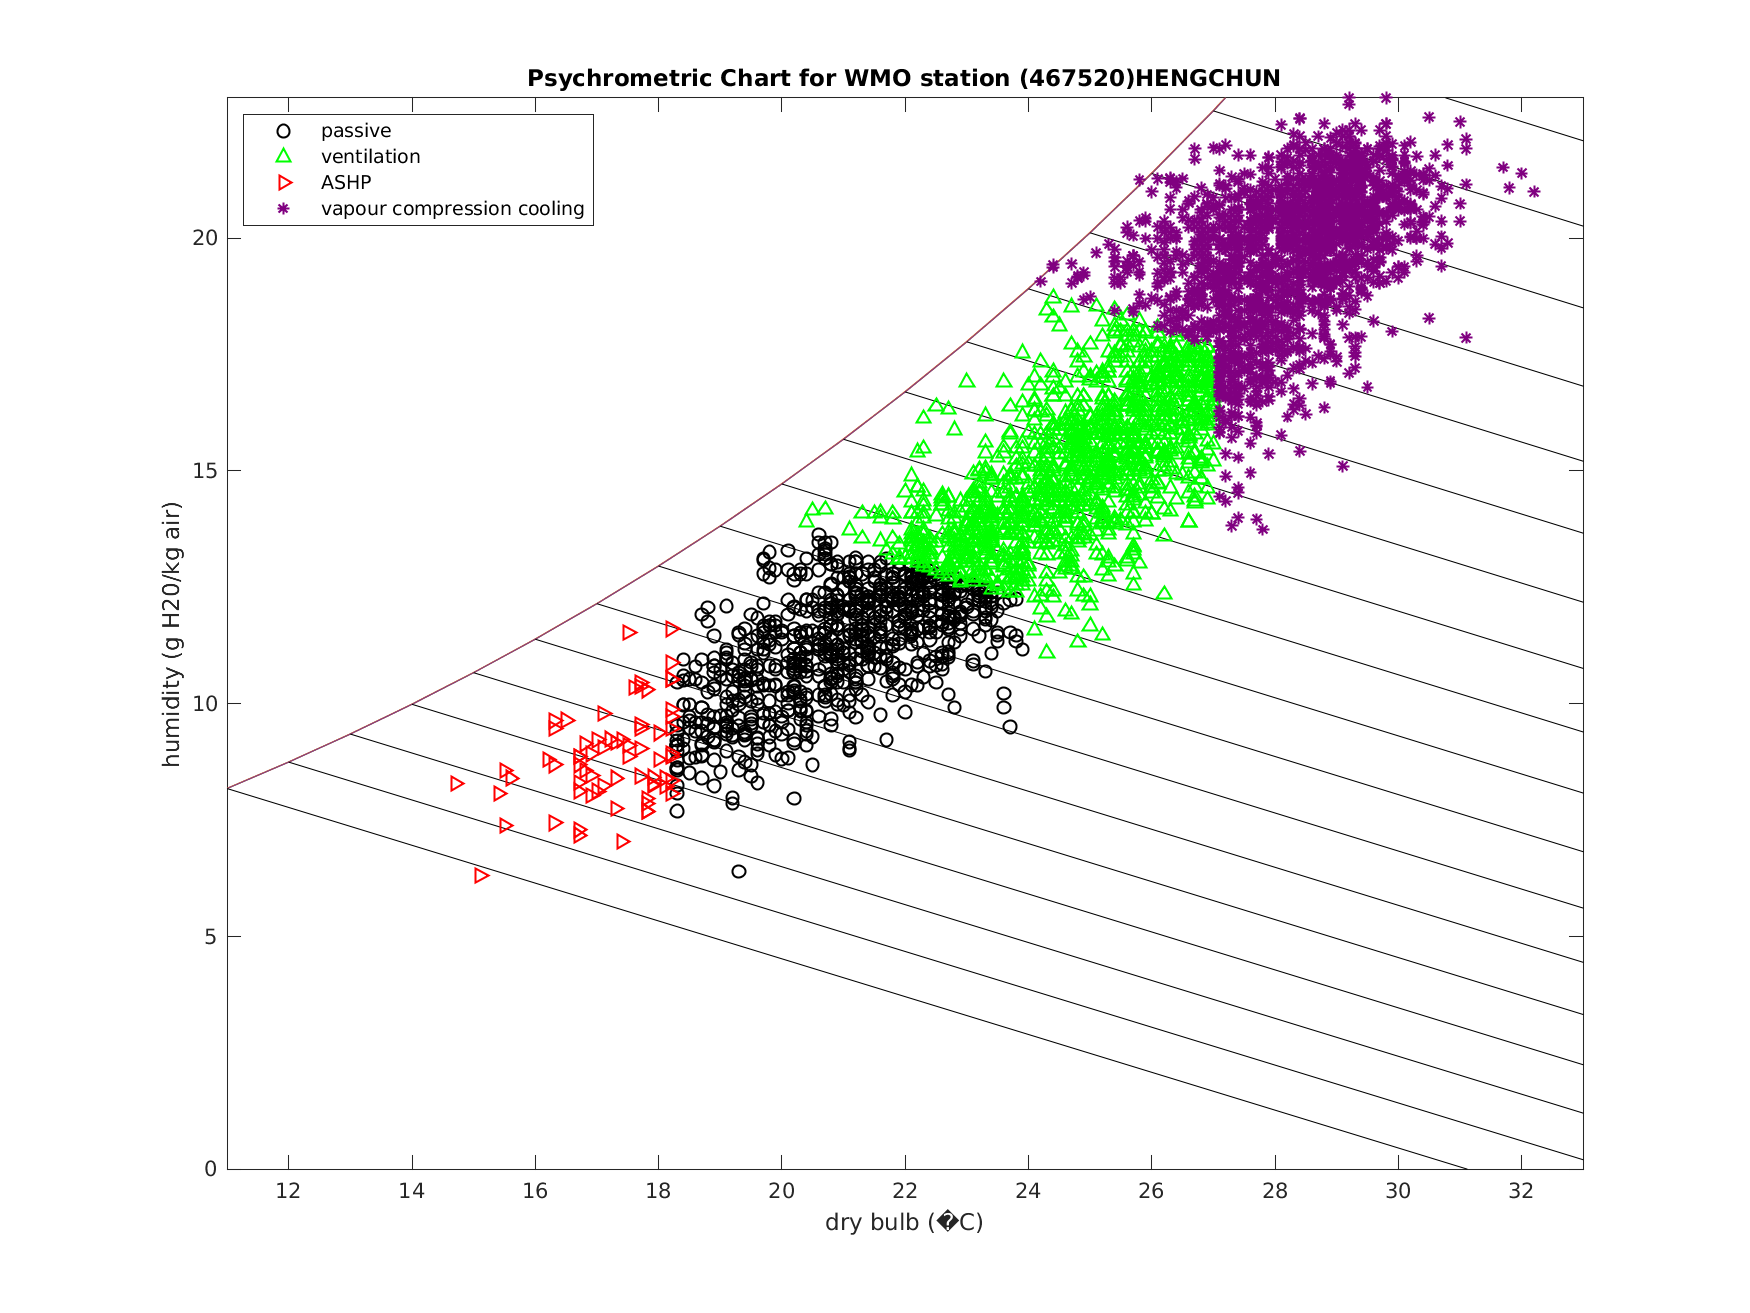 Psychrometric Chart for WMO station (467520)HENGCHUN
passive
ventilation
ASHP
vapour compression cooling
humidity (g H20/kg air)
20
15
10
5
0
12 14 16 18 20 22 24 26 28 30 32
dry bulb (�C)